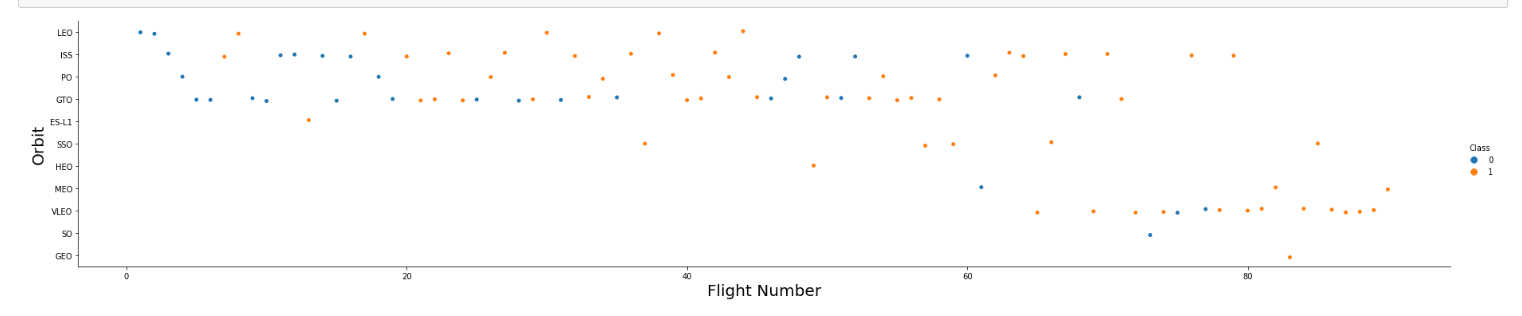 LEO
ISS
PO
GTO
ES-L1
SSO
HEO
MEO
VLEO
SO
GEO
Orbit
0 20 40 60 80
Flight Number
Class
0
1